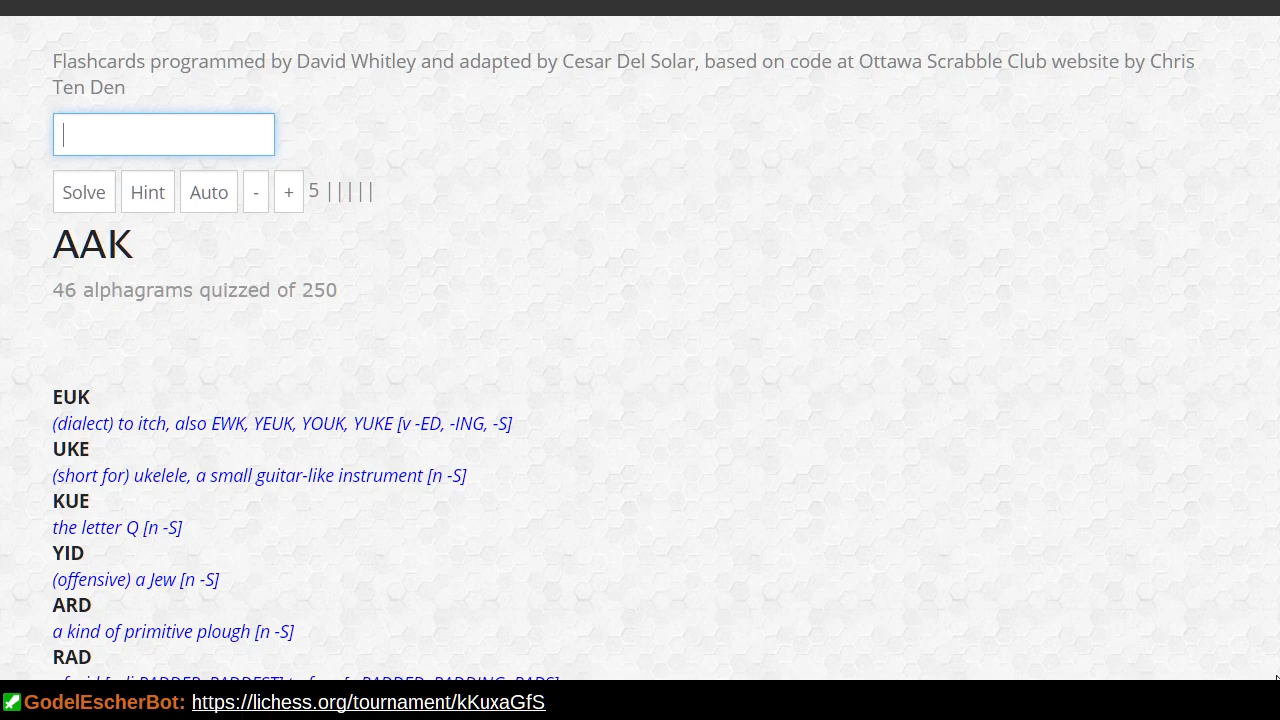 Flashcards programmed by David Whitley and adapted by Cesar Del Solar, based on code at Ottawa Scrabble Club website by Chris
Ten Den
Solve Hint Auto - + 5 |||||
AAK
46 alphagrams quizzed of 250
EUK
(dialect) to itch, also EWK, YEUK, YOUK, YUKE [v -ED, -ING, -S]
UKE
(short for) ukelele, a small guitar-like instrument [n -S]
KUE
the letter Q [n -S]
YID
(offensive) a Jew [n -S]
ARD
a kind of primitive plough [n -S]
RAD
GodelEscherBot: https://lichess.org/tournament/kKuxaGfS